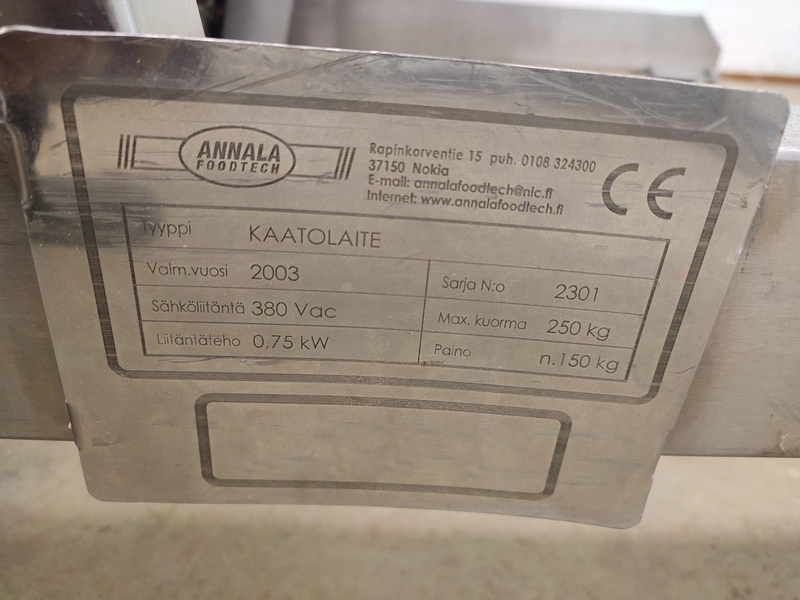 ANNALA
FOODTECH
Rapinkorventie 15 puh. 0108 324300
37150 Nokia
E-mail: annalafoodtech@nic.fi
Internet: www.annalafoodtech.fi
CE
Tyyppi KAATOLAITE
Valm.vuosi 2003 Sarja N:o 2301
Sähköliitäntä 380 Vac Max. kuorma 250 kg
Liitäntäteho 0,75 kW Paino n.150 kg